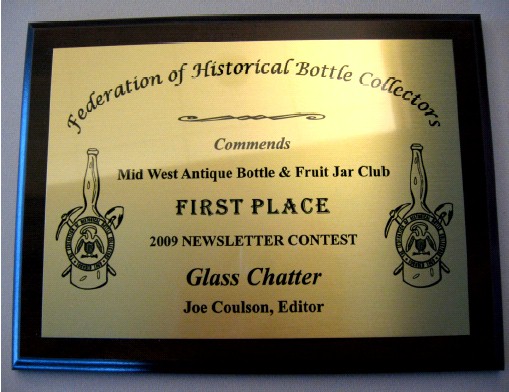 Federation of Historical Bottle Collectors
Commends
Mid West Antique Bottle & Fruit Jar Club
FIRST PLACE
2009 NEWSLETTER CONTEST
Glass Chatter
Joe Coulson, Editor